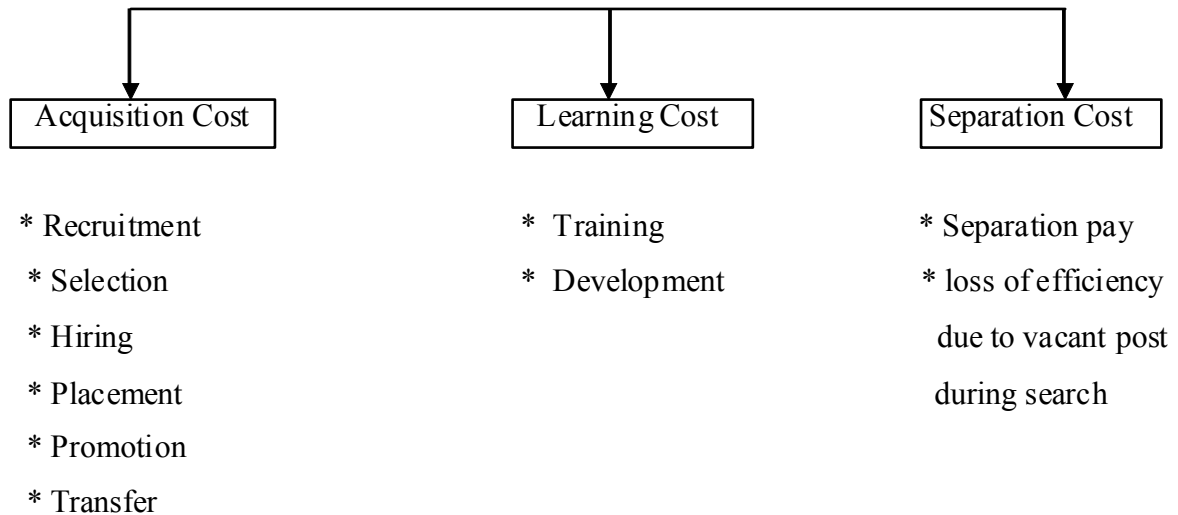 Acquisition Cost
* Recruitment
* Selection
* Hiring
* Placement
* Promotion
* Transfer
Learning Cost
* Training
* Development
Separation Cost
* Separation pay
* loss of efficiency
due to vacant post
during search